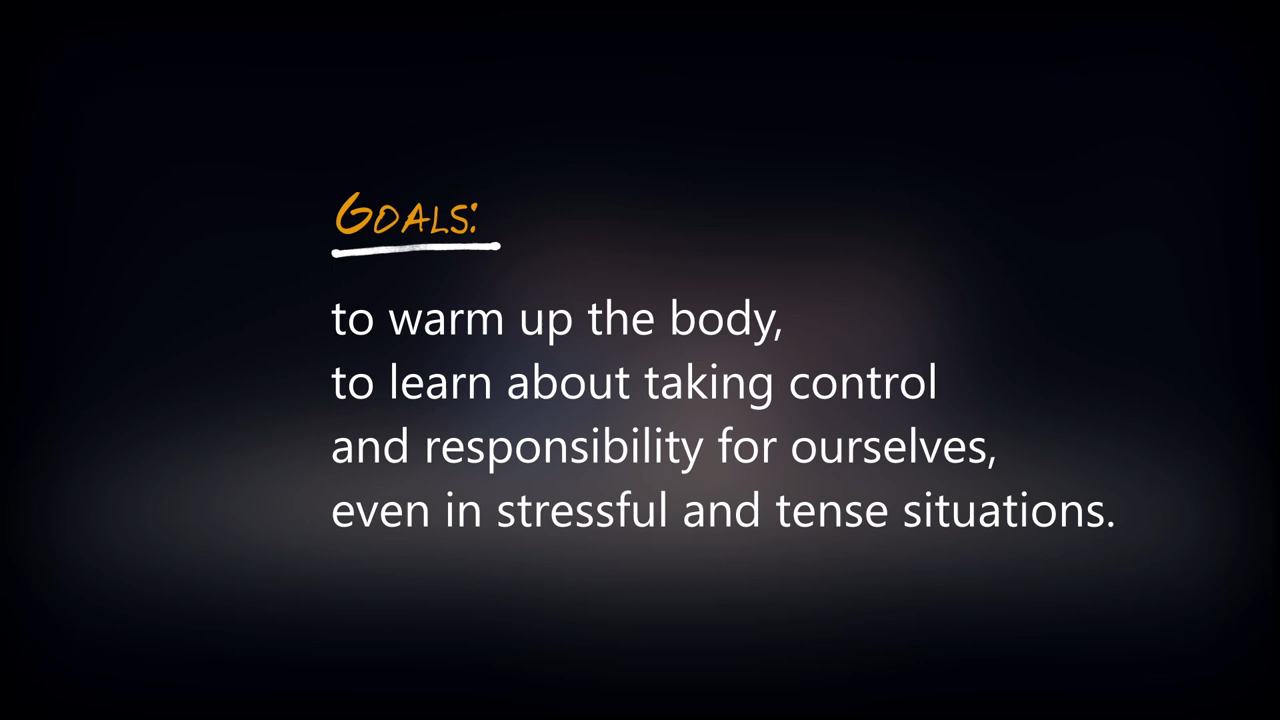 GOALS:
to warm up the body,
to learn about taking control
and responsibility for ourselves,
even in stressful and tense situations.